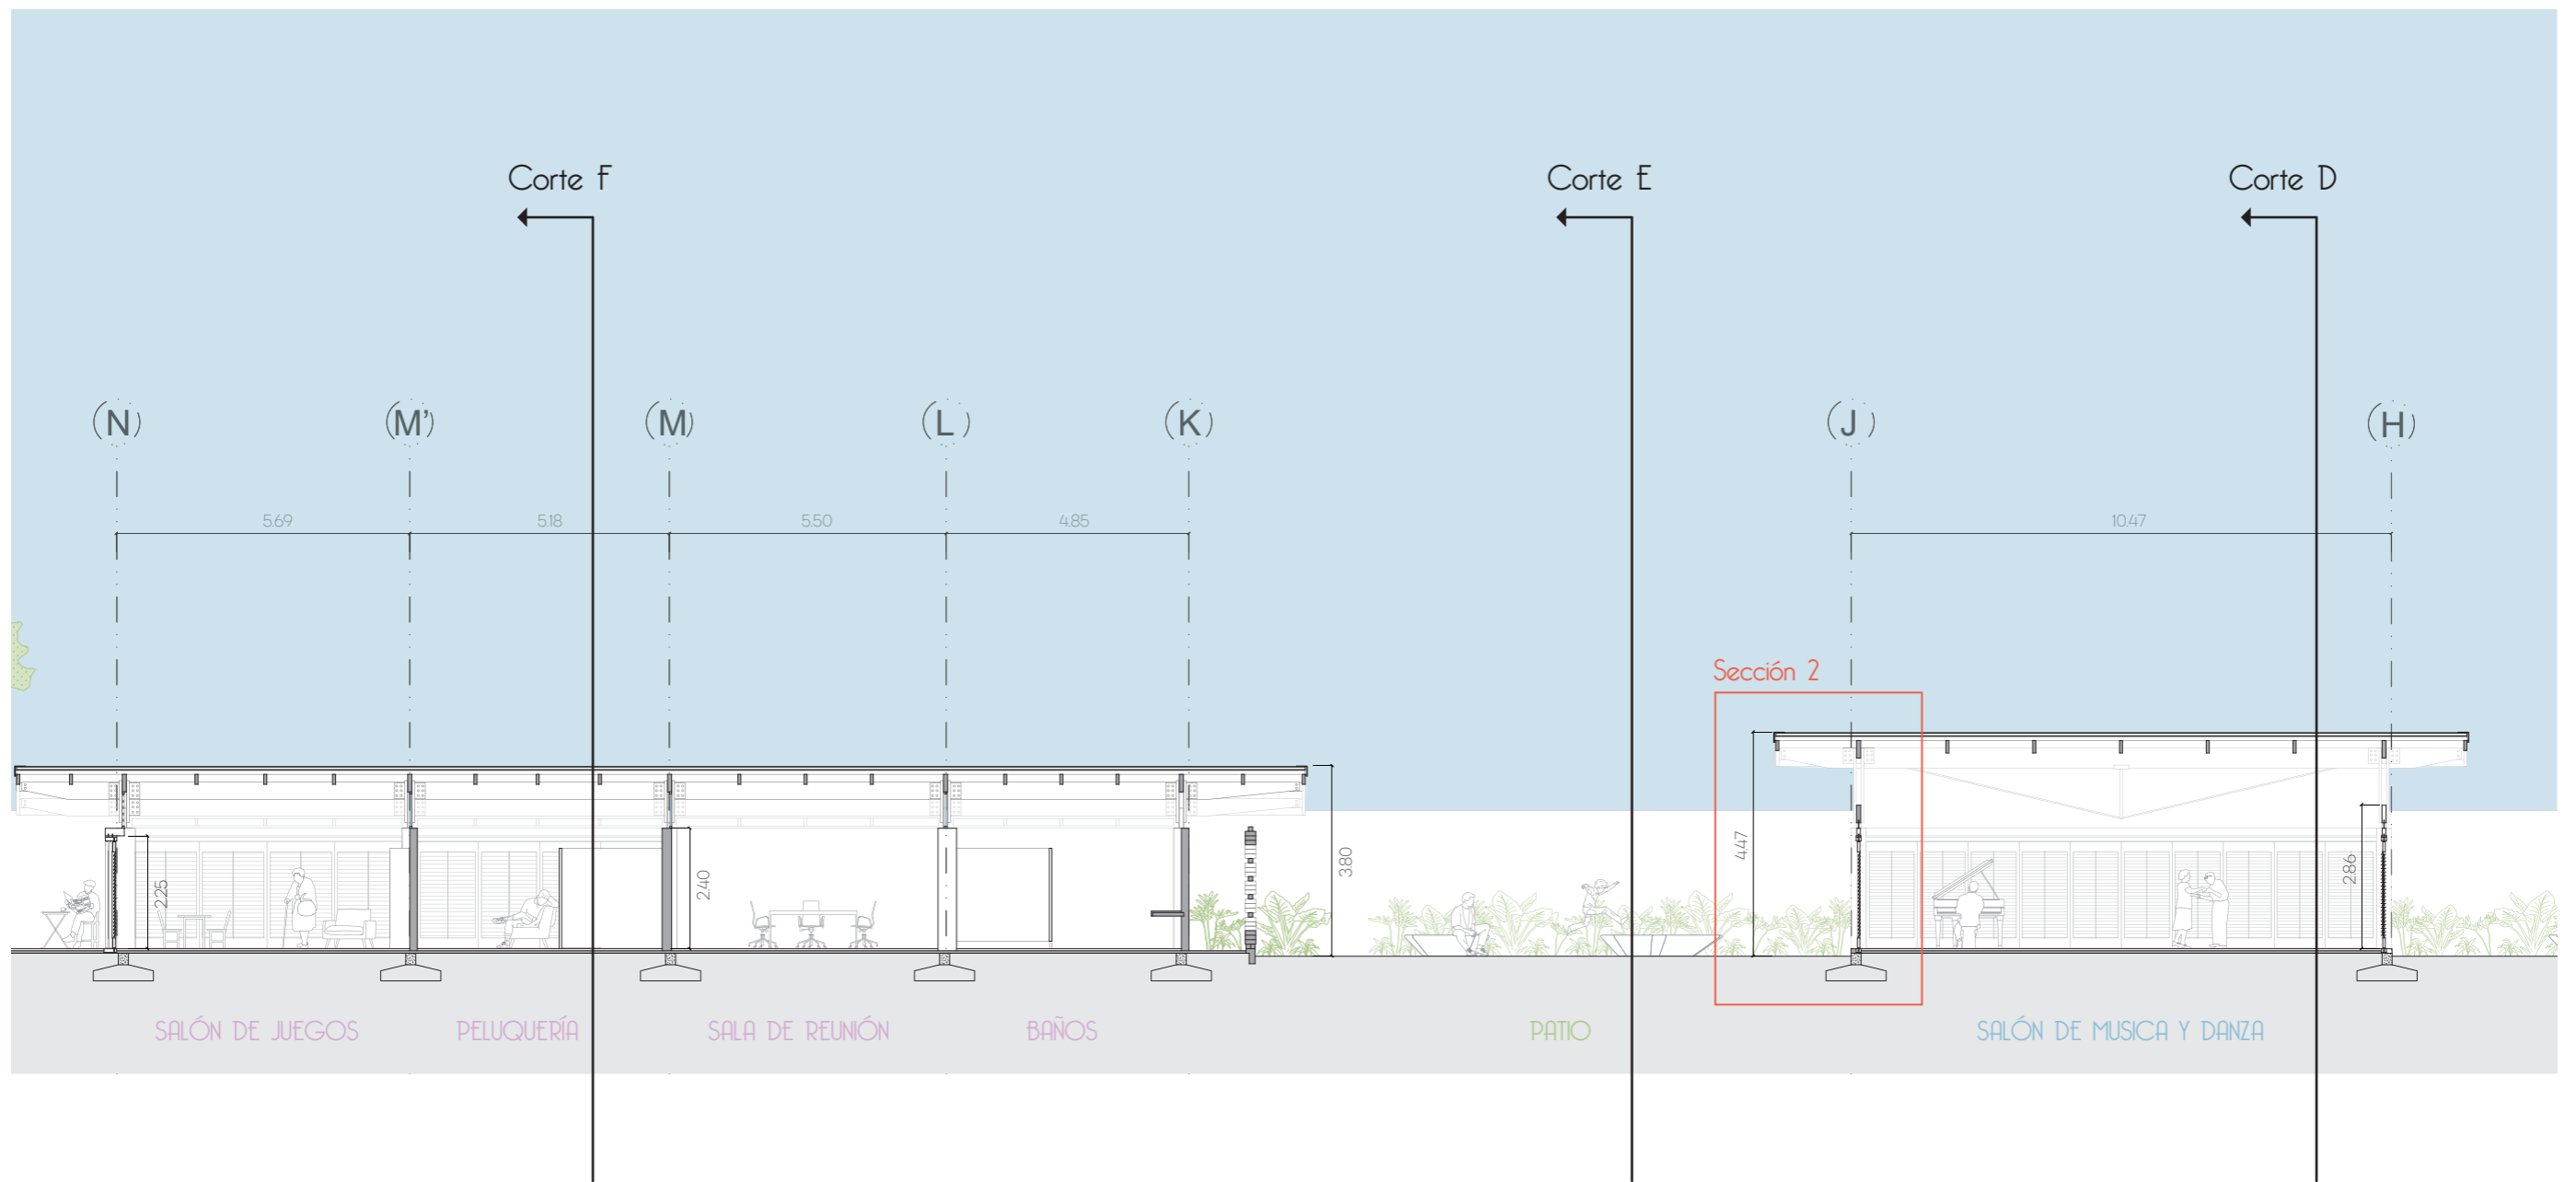 Corte F
Corte E
Corte D
(N)
(M')
(M)
(L)
(K)
(J)
(H)
5.69
5.18
5.50
4.85
10.47
Sección 2
2.25
2.40
3.80
4.47
2.86
SALÓN DE JUEGOS
PELUQUERÍA
SALA DE REUNIÓN
BAÑOS
PATIO
SALÓN DE MUSICA Y DANZA